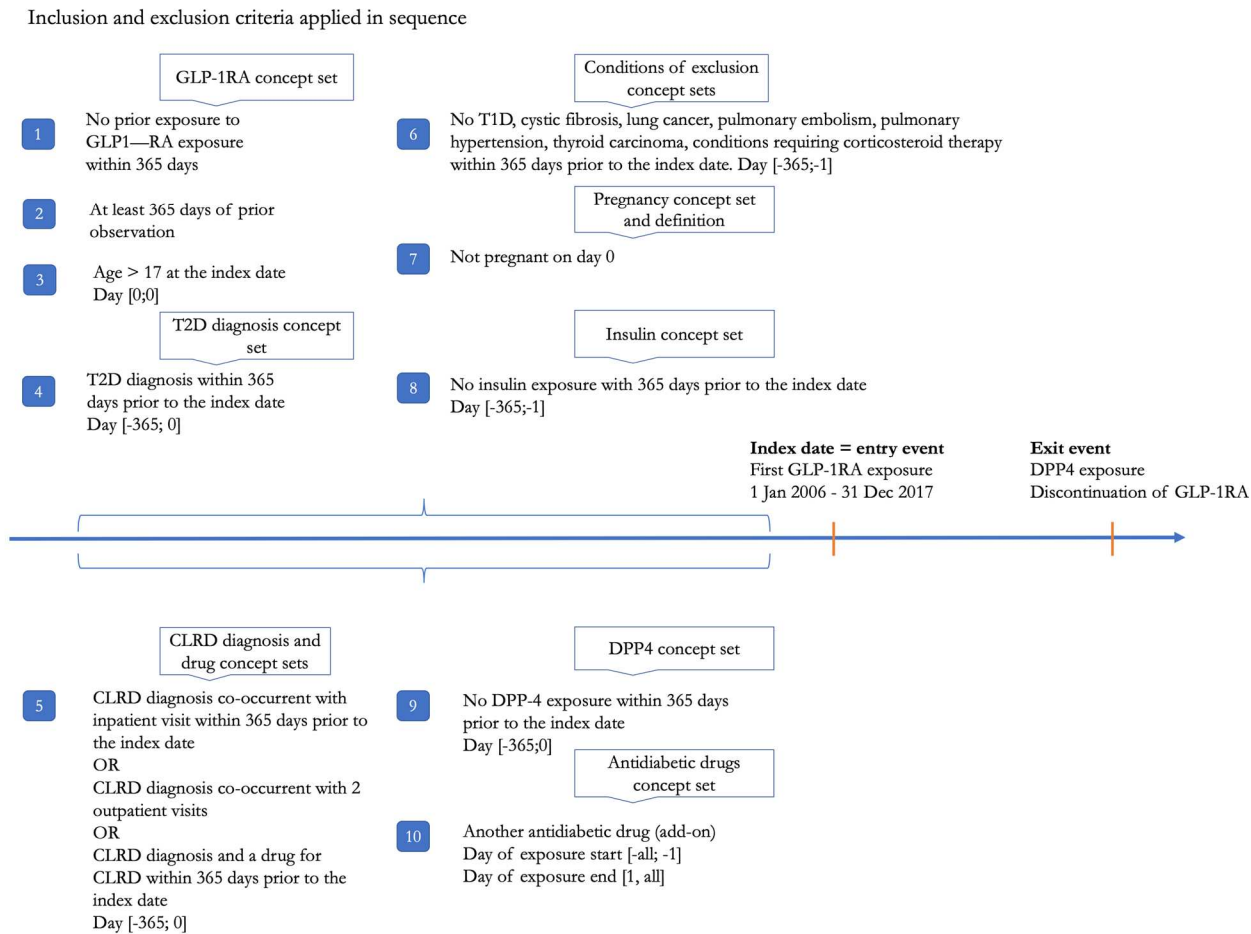 Inclusion and exclusion criteria applied in sequence
GLP-1RA concept set
1
No prior exposure to
GLP1—RA exposure
within 365 days
2
At least 365 days of prior
observation
3
Age > 17 at the index date
Day [0;0]
T2D diagnosis concept
set
4
T2D diagnosis within 365
days prior to the index date
Day [-365; 0]
Conditions of exclusion
concept sets
6
No T1D, cystic fibrosis, lung cancer, pulmonary embolism, pulmonary
hypertension, thyroid carcinoma, conditions requiring corticosteroid therapy
within 365 days prior to the index date. Day [-365;-1]
Pregnancy concept set
and definition
7
Not pregnant on day 0
Insulin concept set
8
No insulin exposure with 365 days prior to the index date
Day [-365;-1]
Index date = entry event
First GLP-1RA exposure
1 Jan 2006 - 31 Dec 2017
Exit event
DPP4 exposure
Discontinuation of GLP-1RA
CLRD diagnosis and
drug concept sets
5
CLRD diagnosis co-occurrent with
inpatient visit within 365 days prior to
the index date
OR
CLRD diagnosis co-occurrent with 2
outpatient visits
OR
CLRD diagnosis and a drug for
CLRD within 365 days prior to the
index date
Day [-365; 0]
DPP4 concept set
9
No DPP-4 exposure within 365 days
prior to the index date
Day [-365;0]
Antidiabetic drugs
concept set
10
Another antidiabetic drug (add-on)
Day of exposure start [-all; -1]
Day of exposure end [1, all]